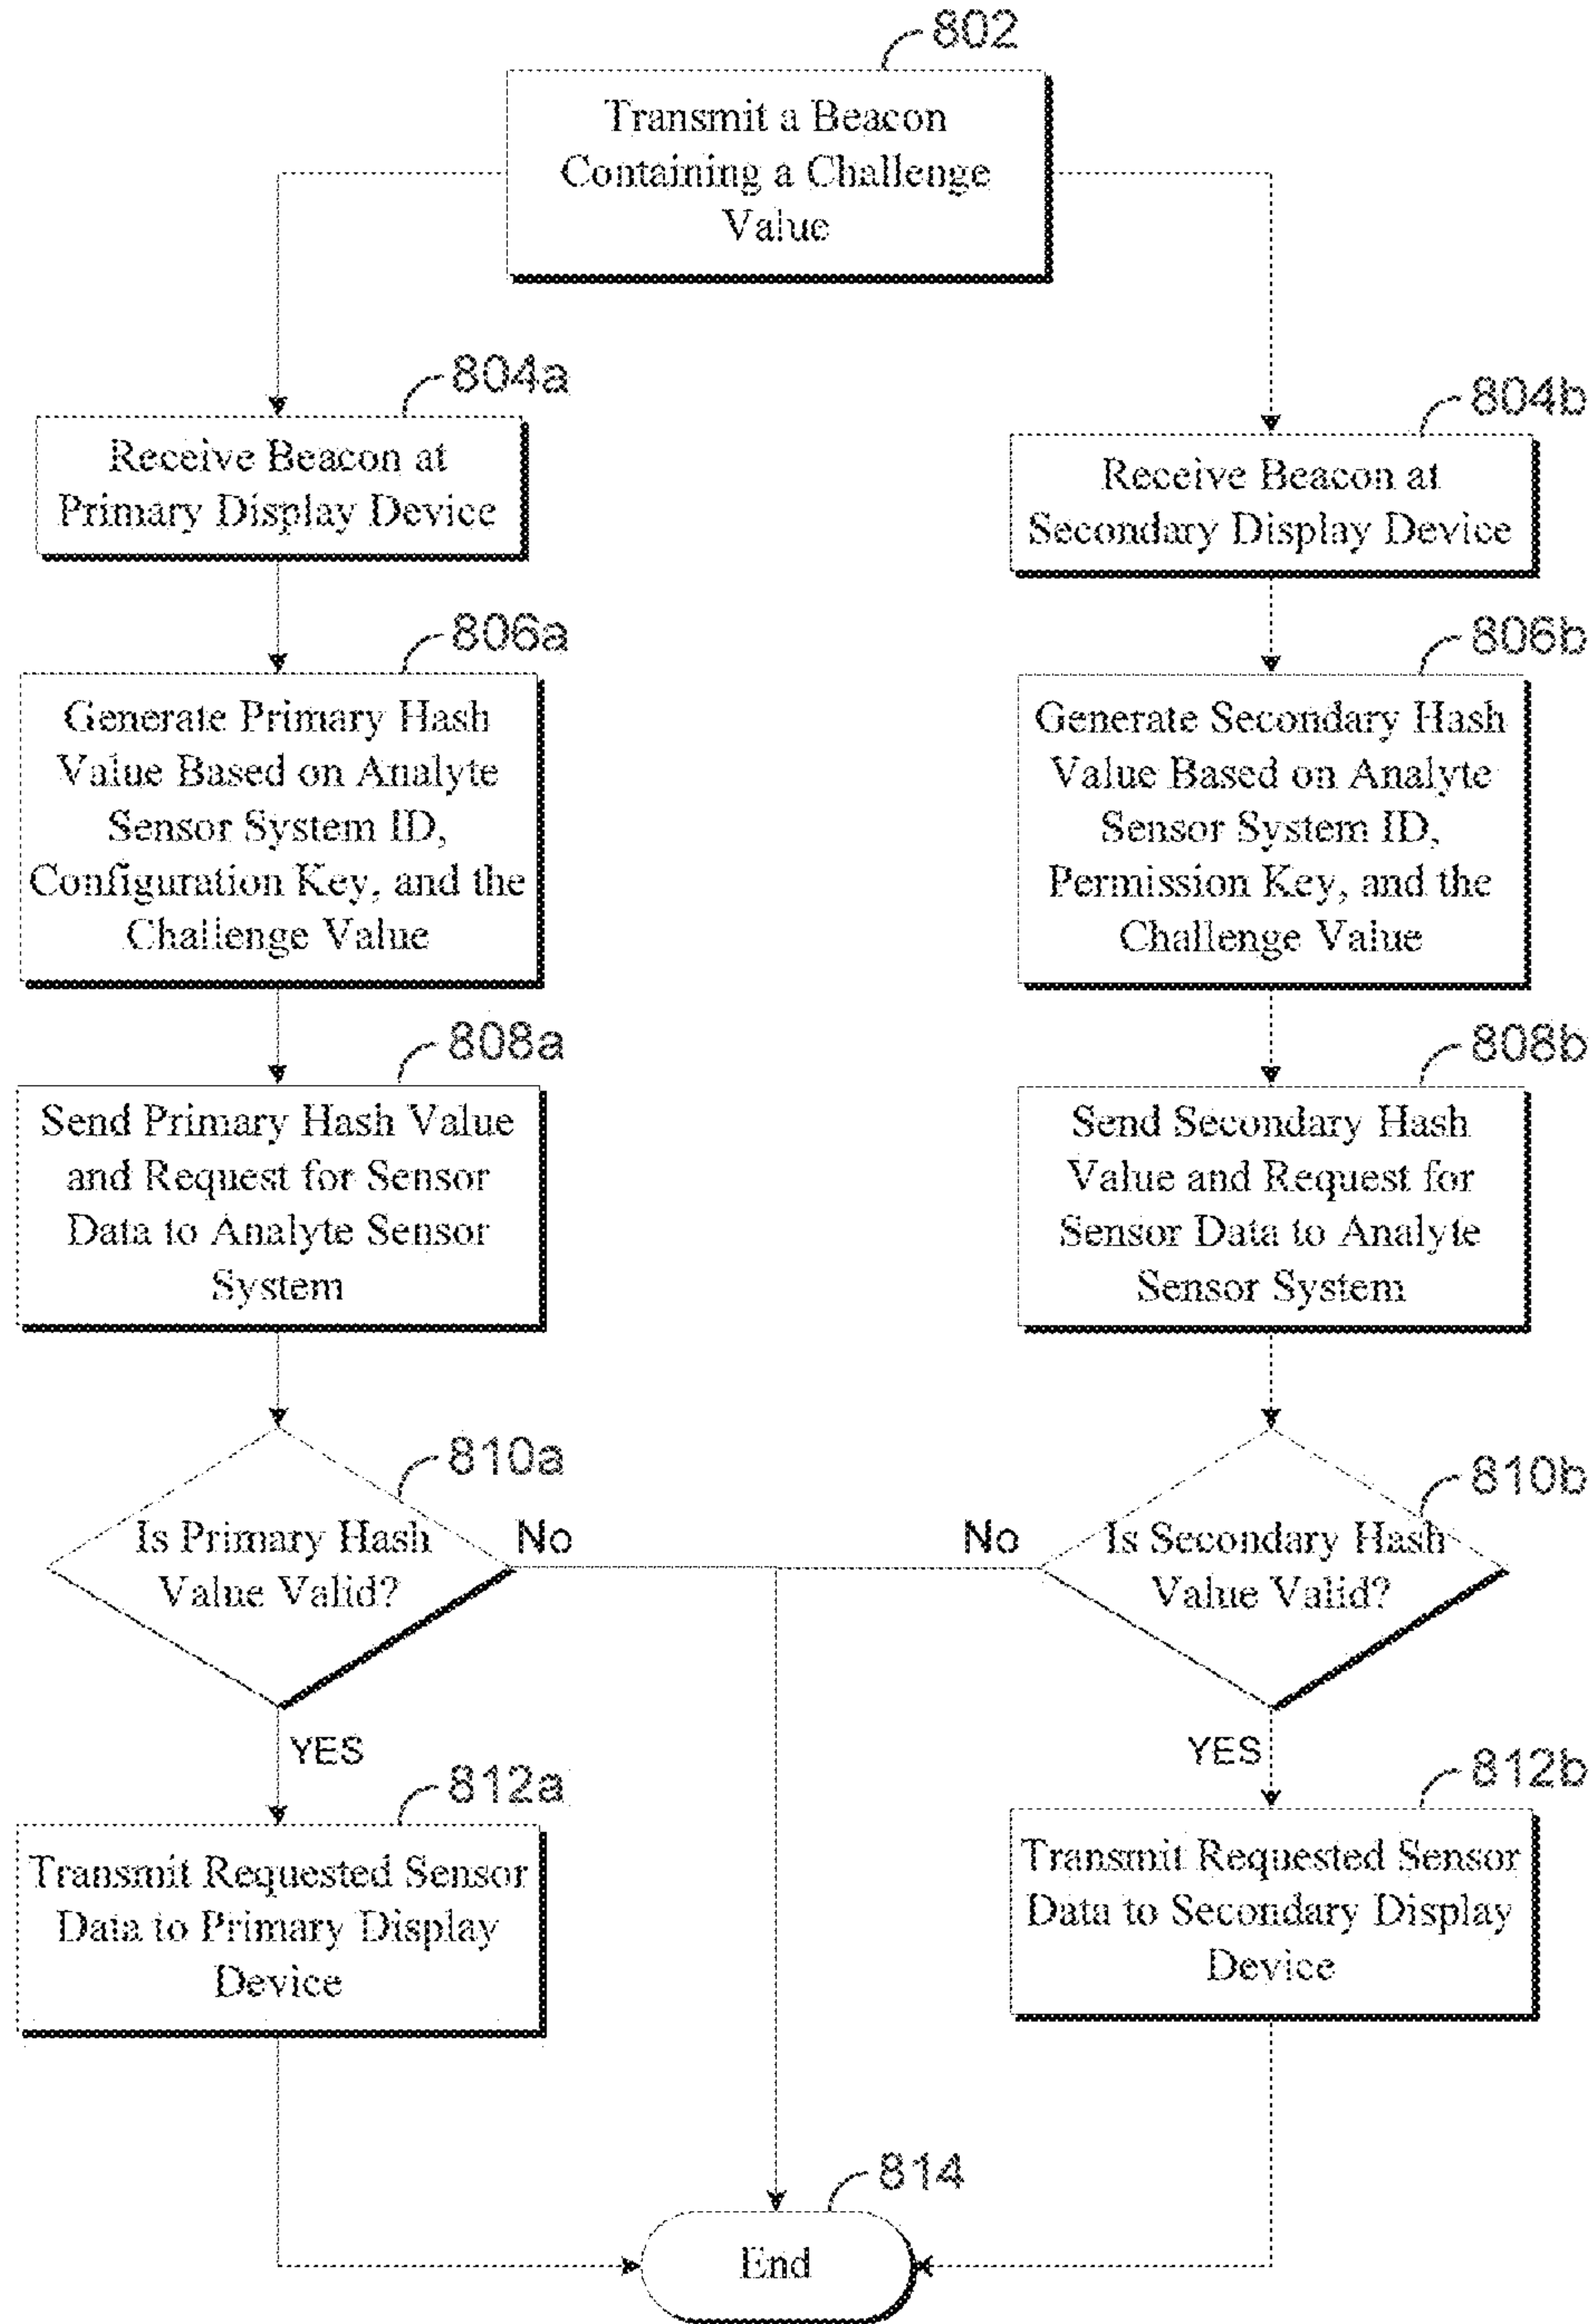 802
Transmit a Beacon
Containing a Challenge
Value
804a
Receive Beacon at
Primary Display Device
804b
Receive Beacon at
Secondary Display Device
806a
Generate Primary Hash
Value Based on Analyte
Sensor System ID,
Configuration Key, and the
Challenge Value
806b
Generate Secondary Hash
Value Based on Analyte
Sensor System ID,
Permission Key, and the
Challenge Value
808a
Send Primary Hash Value
and Request for Sensor
Data to Analyte Sensor
System
808b
Send Secondary Hash
Value and Request for
Sensor Data to Analyte
Sensor System
810a
Is Primary Hash
Value Valid?
No
810b
No
Is Secondary Hash
Value Valid?
YES
YES
812a
Transmit Requested Sensor
Data to Primary Display
Device
812b
Transmit Requested Sensor
Data to Secondary Display
Device
814
End